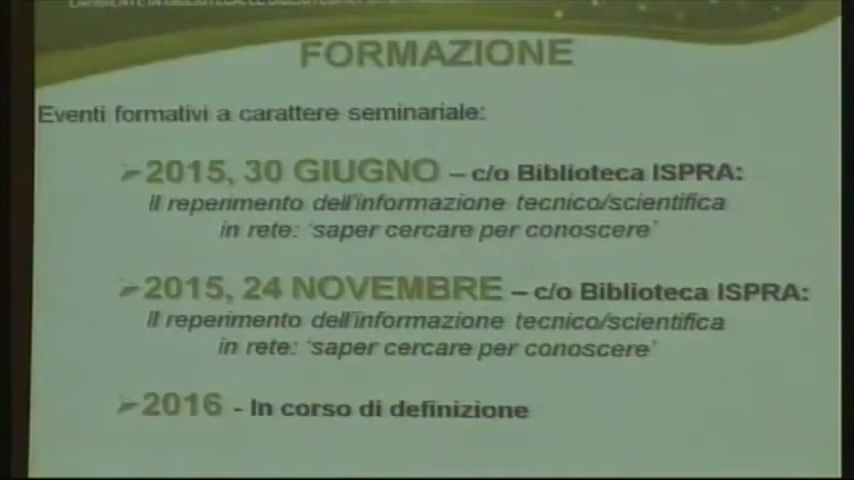 FORMAZIONE
Eventi formativi a carattere seminariale:
➢2015, 30 GIUGNO – c/o Biblioteca ISPRA:
Il reperimento dell'informazione tecnico/scientifica
in rete: 'saper cercare per conoscere'
➢2015, 24 NOVEMBRE – c/o Biblioteca ISPRA:
Il reperimento dell'informazione tecnico/scientifica
in rete: 'saper cercare per conoscere'
➢2016 - In corso di definizione